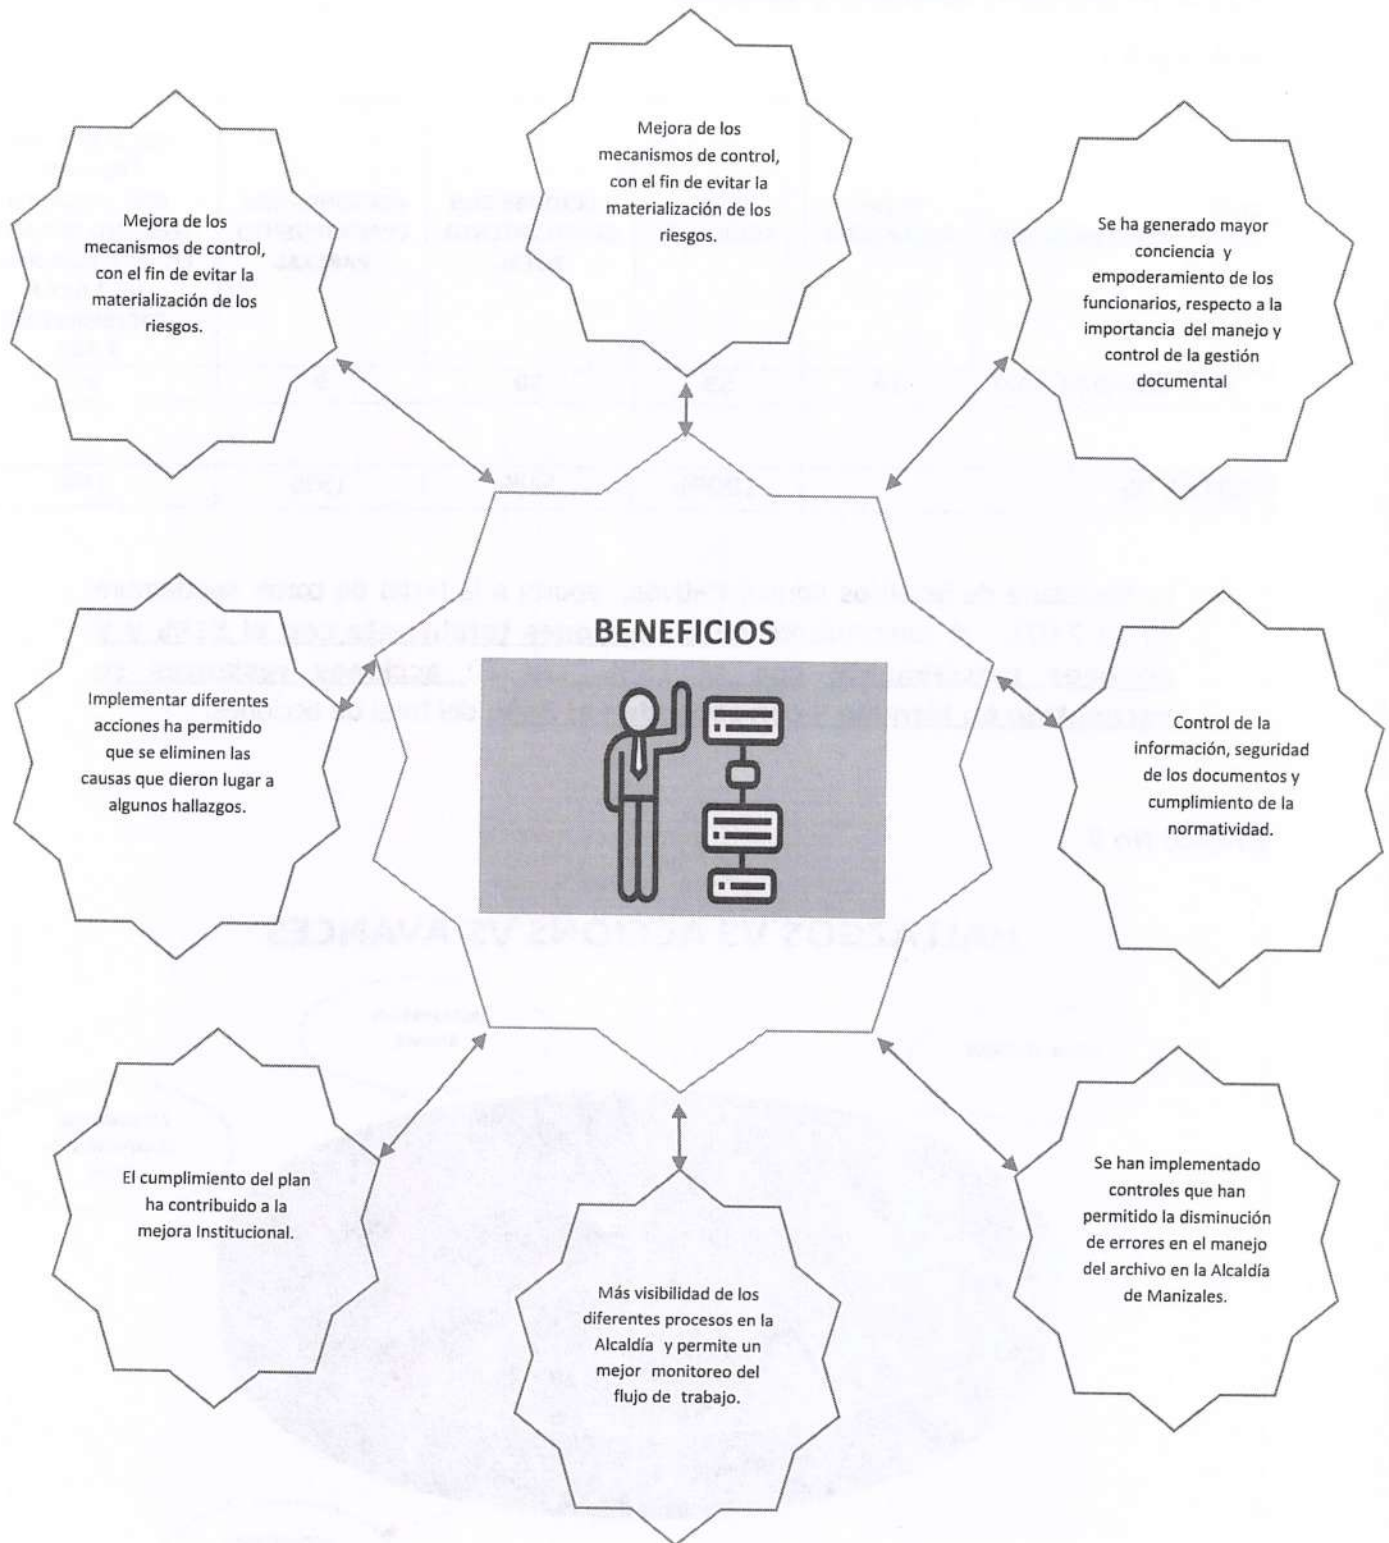 Mejora de los
mecanismos de control,
con el fin de evitar la
materialización de los
riesgos.
Mejora de los
mecanismos de control,
con el fin de evitar la
materialización de los
riesgos.
Se ha generado mayor
conciencia y
empoderamiento de los
funcionarios, respecto a la
importancia del manejo y
control de la gestión
documental
BENEFICIOS
Implementar diferentes
acciones ha permitido
que se eliminen las
causas que dieron lugar a
algunos hallazgos.
Control de la
información, seguridad
de los documentos y
cumplimiento de la
normatividad.
El cumplimiento del plan
ha contribuido a la
mejora Institucional.
Más visibilidad de los
diferentes procesos en la
Alcaldía y permite un
mejor monitoreo del
flujo de trabajo.
Se han implementado
controles que han
permitido la disminución
de errores en el manejo
del archivo en la Alcaldía
de Manizales.